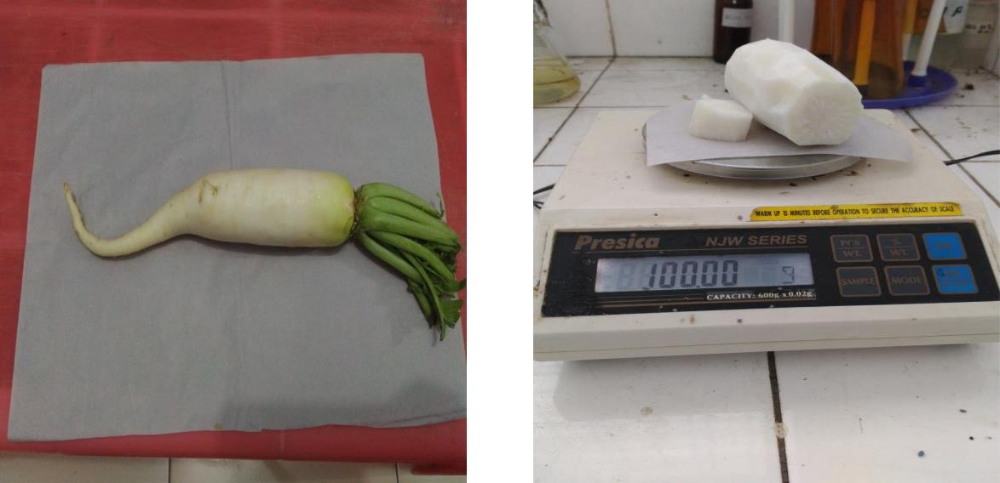 WARM UP 15 MINUTES BEFORE OPERATION TO SECURE THE ACCURACY OF SCALE
Presica NJW SERIES
PCS WT.
% WT.
100.00 g
SAMPLE
MODE
CAPACITY: 600g x 0.02g